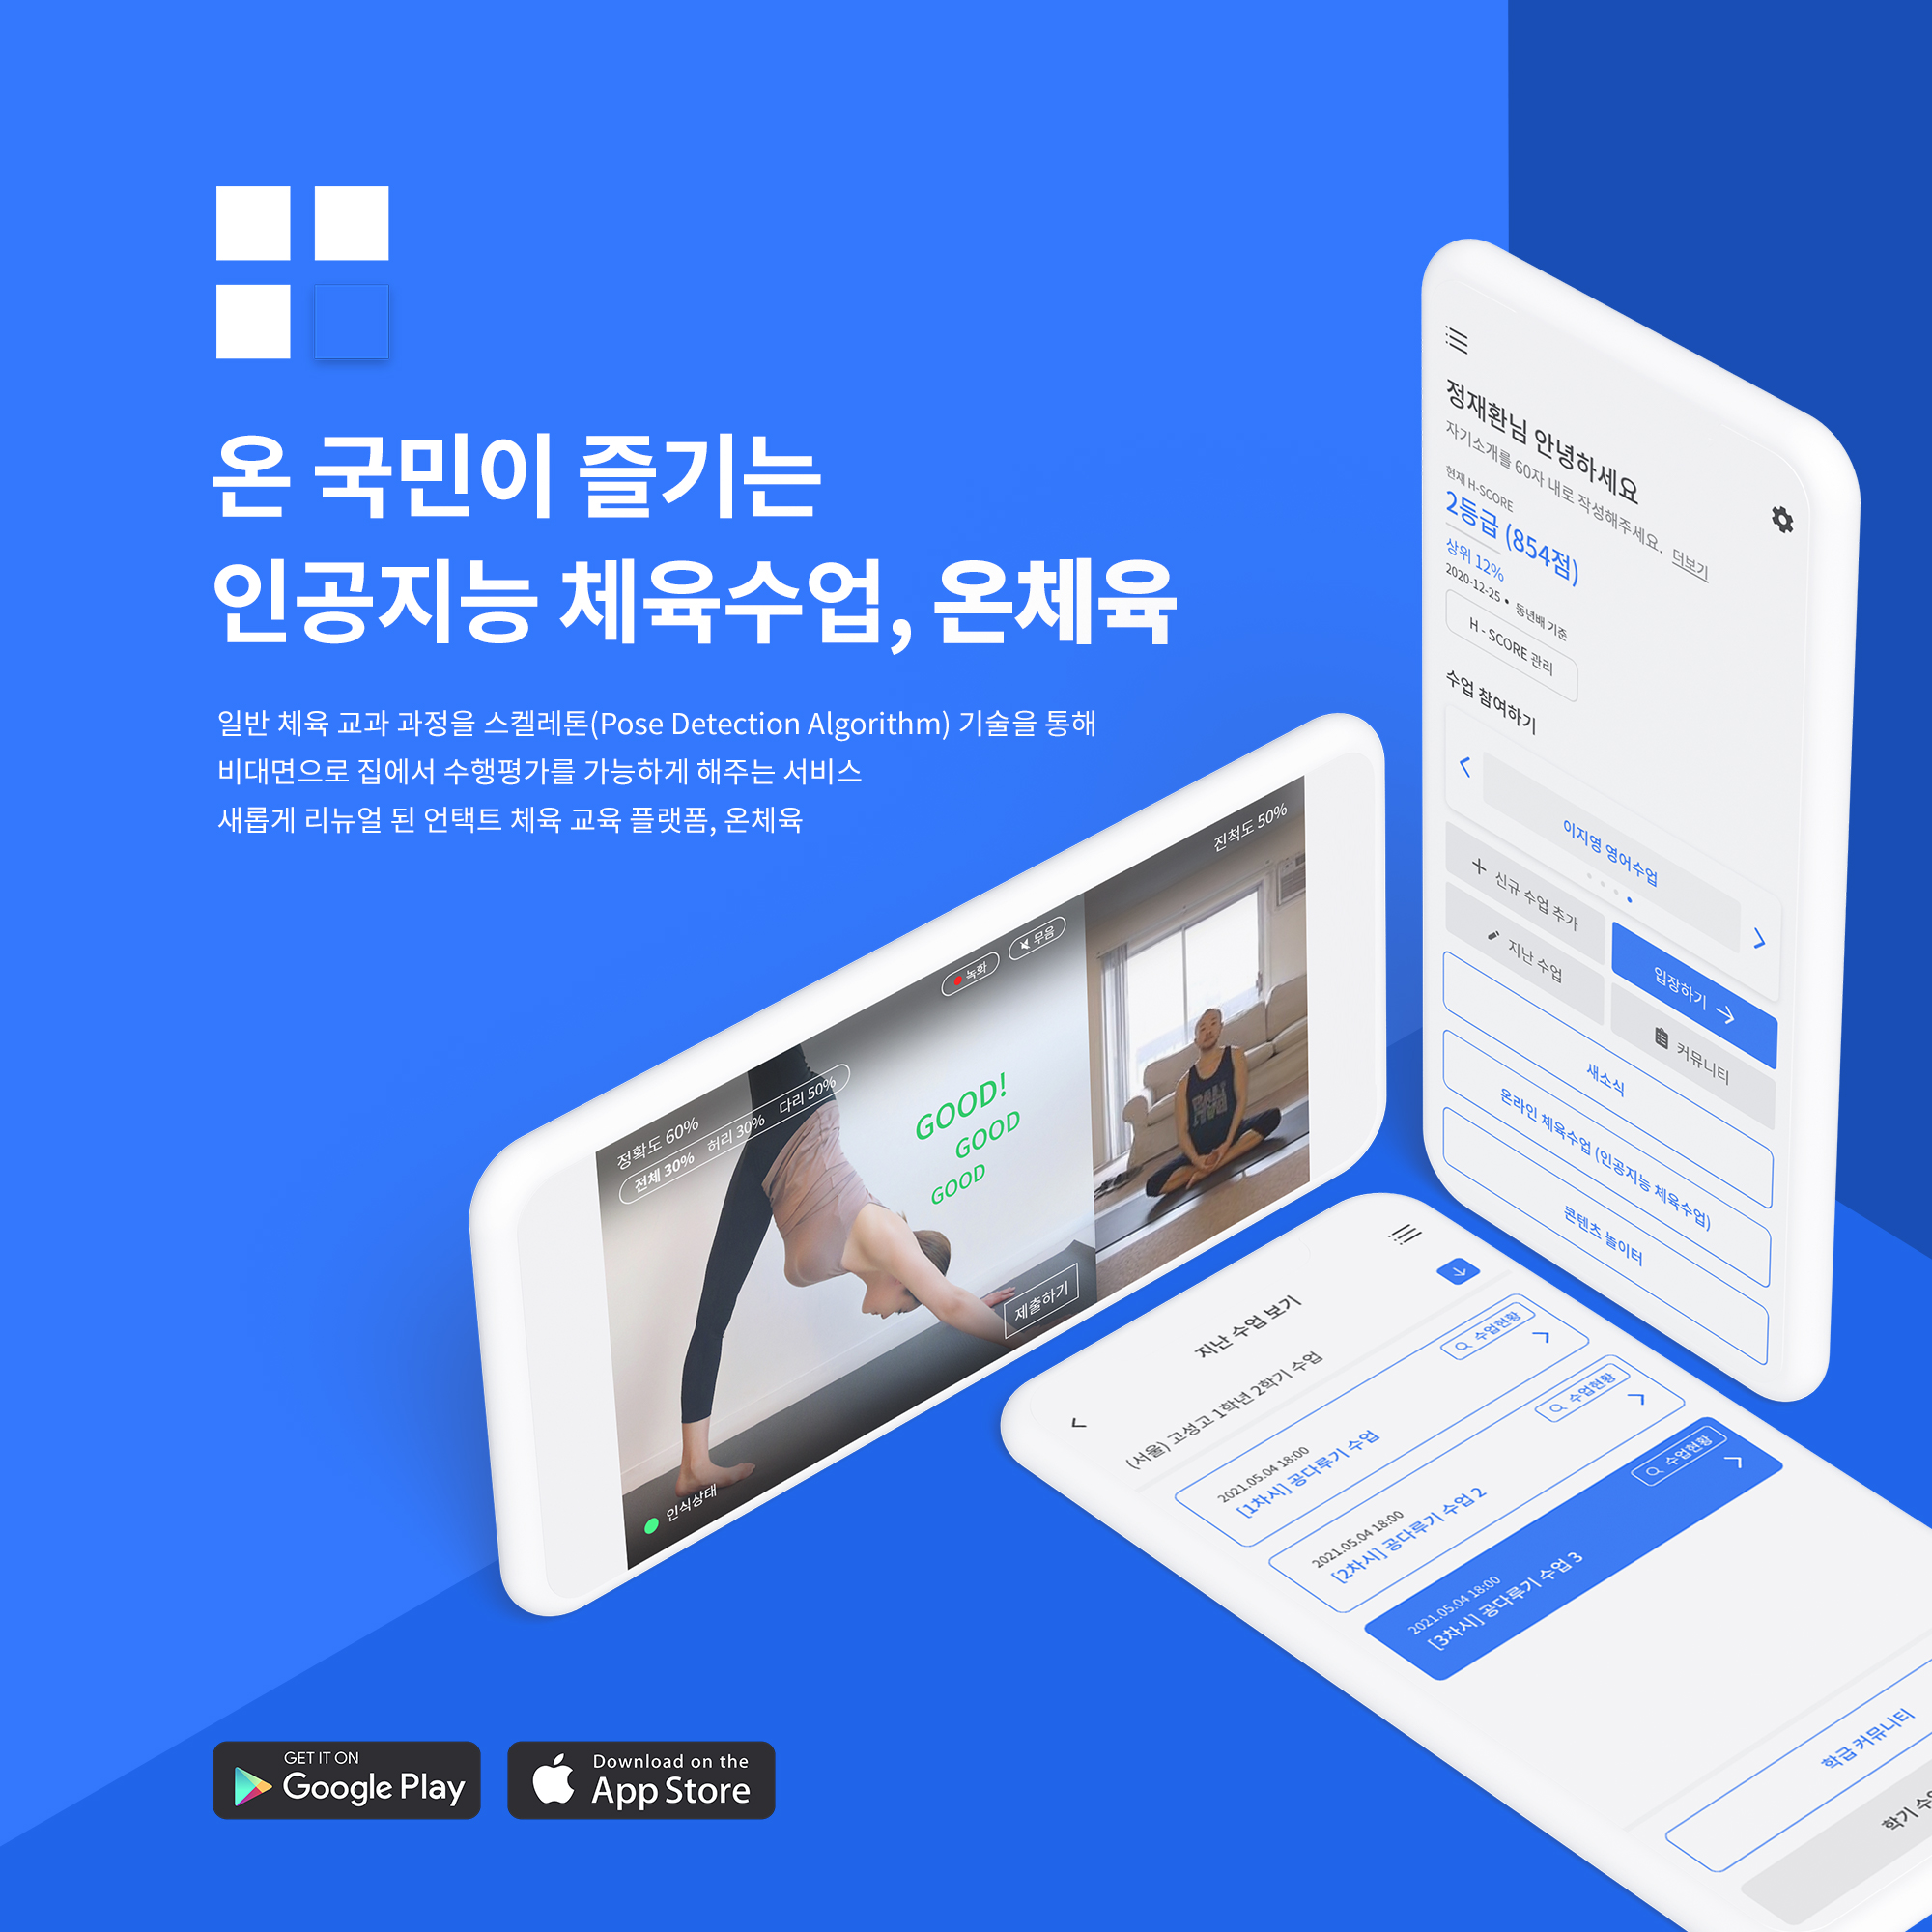 온 국민이 즐기는
인공지능 체육수업, 온체육
일반 체육 교과 과정을 스켈레톤(Pose Detection Algorithm) 기술을 통해
비대면으로 집에서 수행평가를 가능하게 해주는 서비스
새롭게 리뉴얼 된 언택트 체육 교육 플랫폼, 온체육
정재환님 안녕하세요
자기소개를 60자 내로 작성해주세요. 더보기
현재 H-SCORE
2등급 (854점)
상위 12%
2020-12-25 • 동년배 기준
H - SCORE 관리
수업 참여하기
이지영 영어수업
신규 수업 추가
입장하기
지난 수업
커뮤니티
새소식
온라인 체육수업 (인공지능 체육수업)
콘텐츠 놀이터
진척도 50%
녹화
무음
정확도 60%
전체 30% 허리 30% 다리 50%
GOOD!
GOOD
GOOD
제출하기
인식상태
지난 수업 보기
(서울) 고성고 1학년 2학기 수업
수업현황
2021.05.04 18:00
[1차시] 공다루기 수업
수업현황
2021.05.04 18:00
[2차시] 공다루기 수업 2
수업현황
2021.05.04 18:00
[3차시] 공다루기 수업 3
학급 커뮤니티
학기
GET IT ON
Google Play
Download on the
App Store